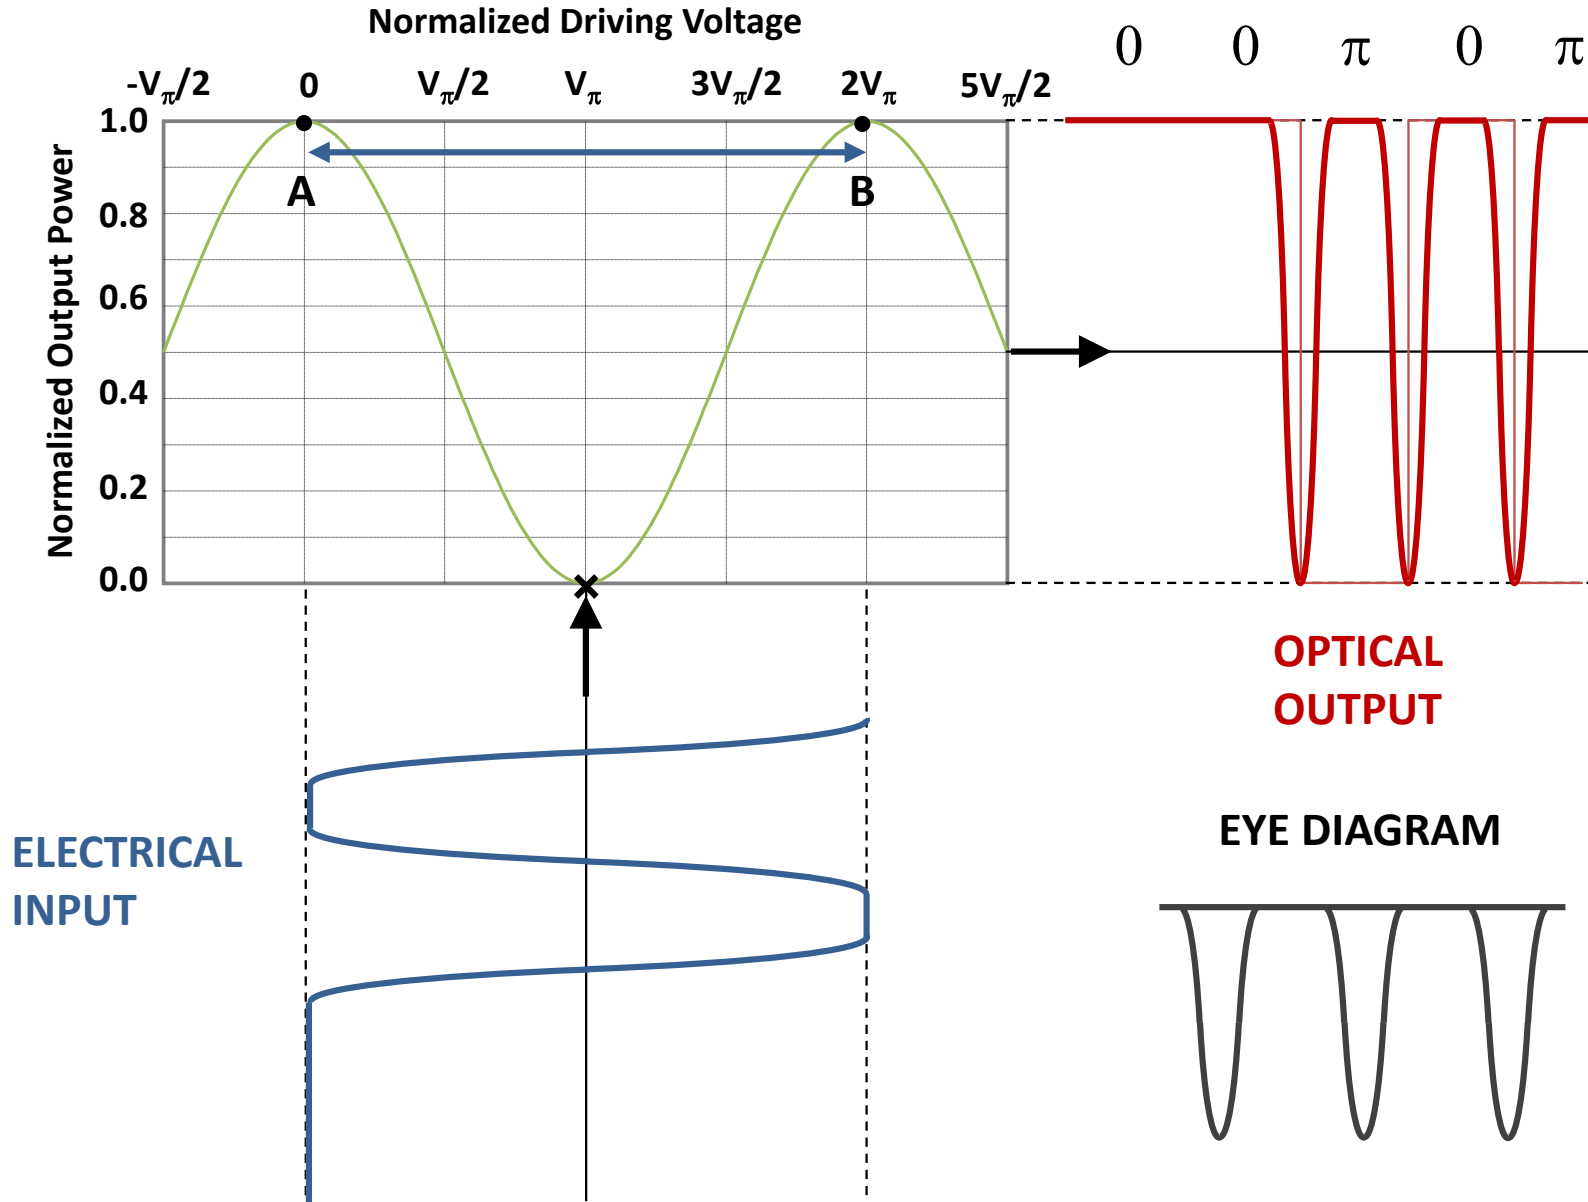 Normalized Driving Voltage
-Vπ/2 0 Vπ/2 Vπ 3Vπ/2 2Vπ 5Vπ/2
0 0 π 0 π
Normalized Output Power
1.0
0.8
0.6
0.4
0.2
0.0
A B
OPTICAL
OUTPUT
ELECTRICAL
INPUT
EYE DIAGRAM